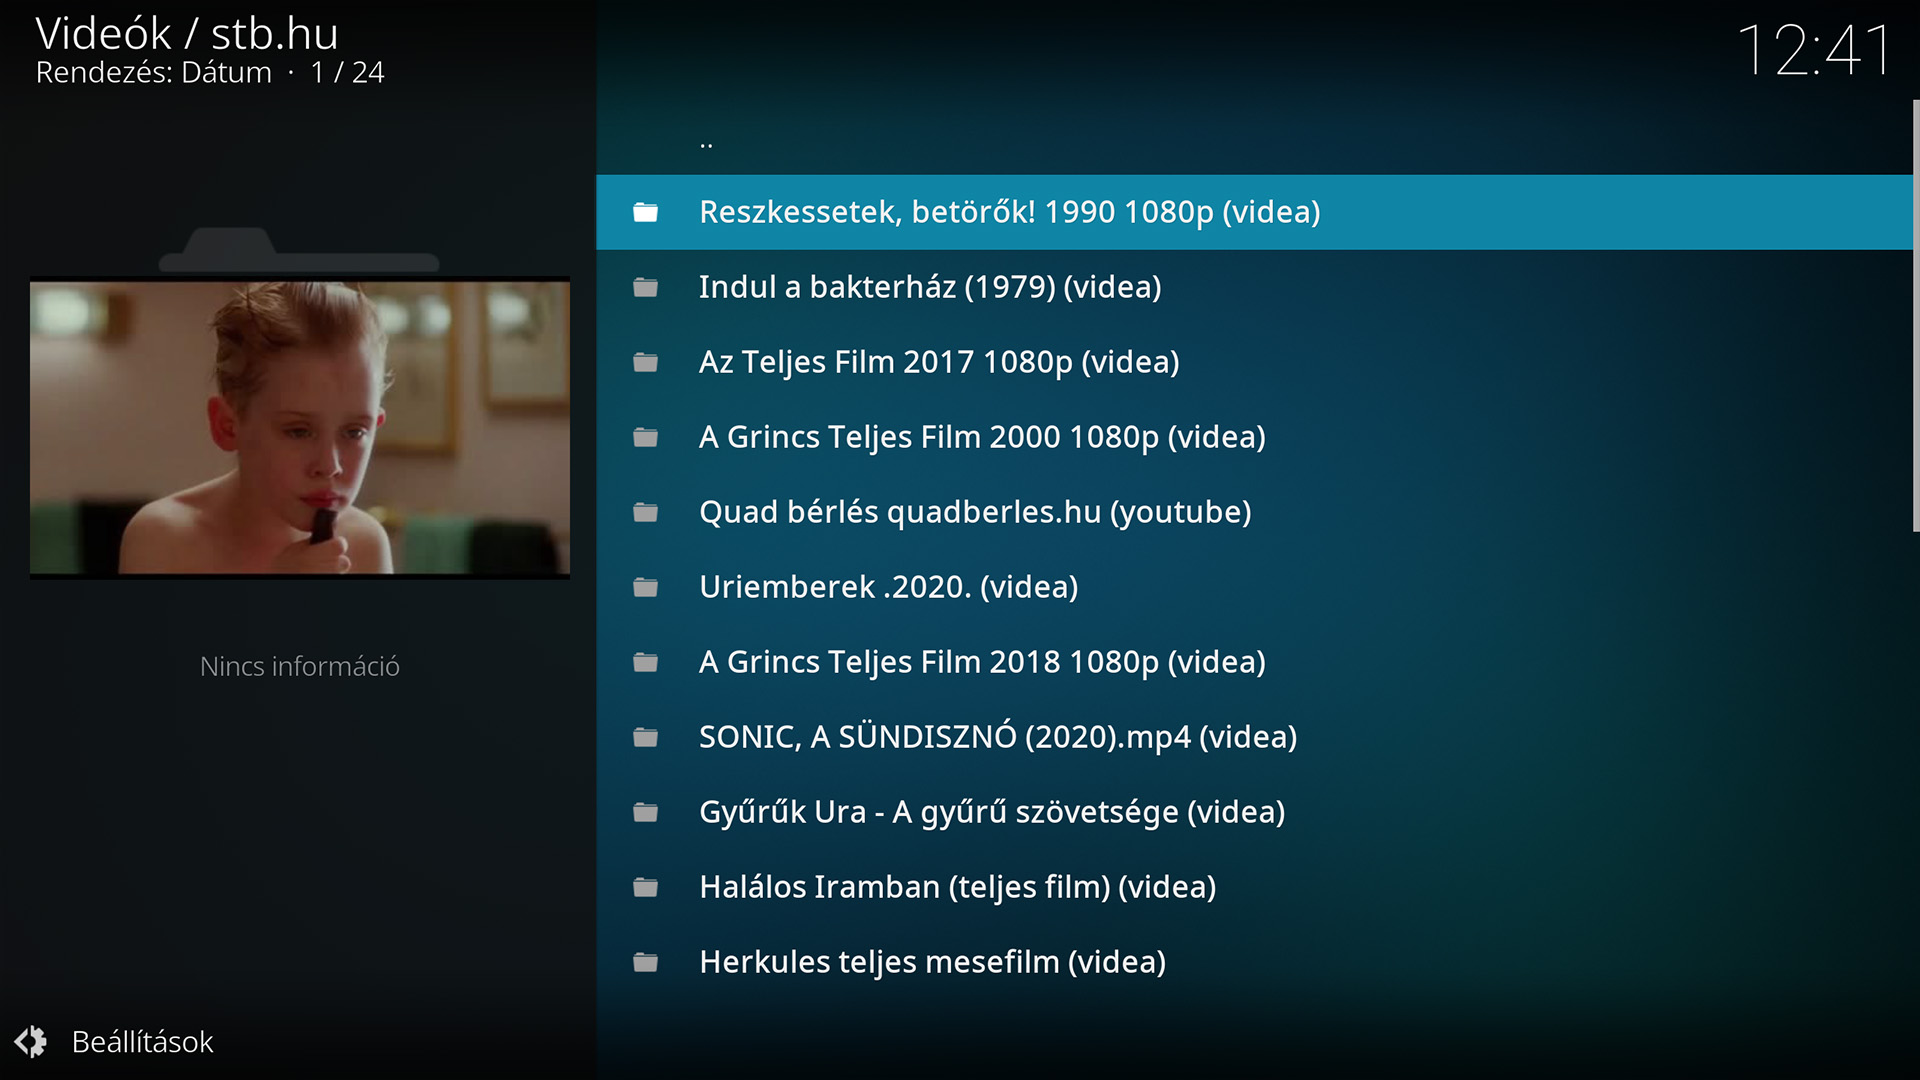 Videók / stb.hu
Rendezés: Dátum · 1 / 24
12:41
..
Reszkessetek, betörők! 1990 1080p (videa)
Indul a bakterház (1979) (videa)
Az Teljes Film 2017 1080p (videa)
A Grincs Teljes Film 2000 1080p (videa)
Quad bérlés quadberles.hu (youtube)
Uriemberek .2020. (videa)
A Grincs Teljes Film 2018 1080p (videa)
SONIC, A SÜNDISZNÓ (2020).mp4 (videa)
Gyűrűk Ura - A gyűrű szövetsége (videa)
Halálos Iramban (teljes film) (videa)
Herkules teljes mesefilm (videa)
Nincs információ
Beállítások